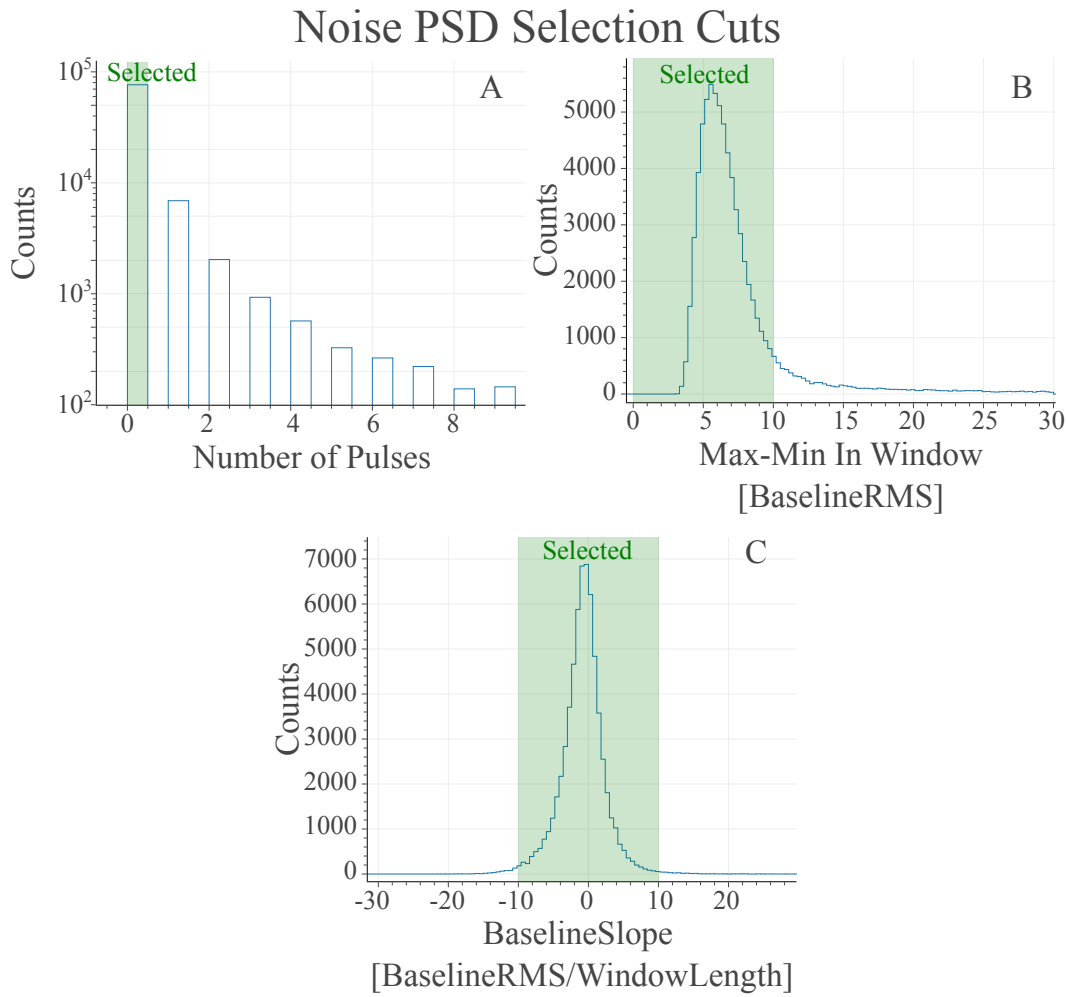 Noise PSD Selection Cuts
Selected
A
10^5
10^4
10^3
10^2
Counts
0 2 4 6 8
Number of Pulses
Selected
B
5000
4000
3000
2000
1000
0
Counts
0 5 10 15 20 25 30
Max-Min In Window
[BaselineRMS]
Selected
C
7000
6000
5000
4000
3000
2000
1000
0
Counts
-30 -20 -10 0 10 20
BaselineSlope
[BaselineRMS/WindowLength]